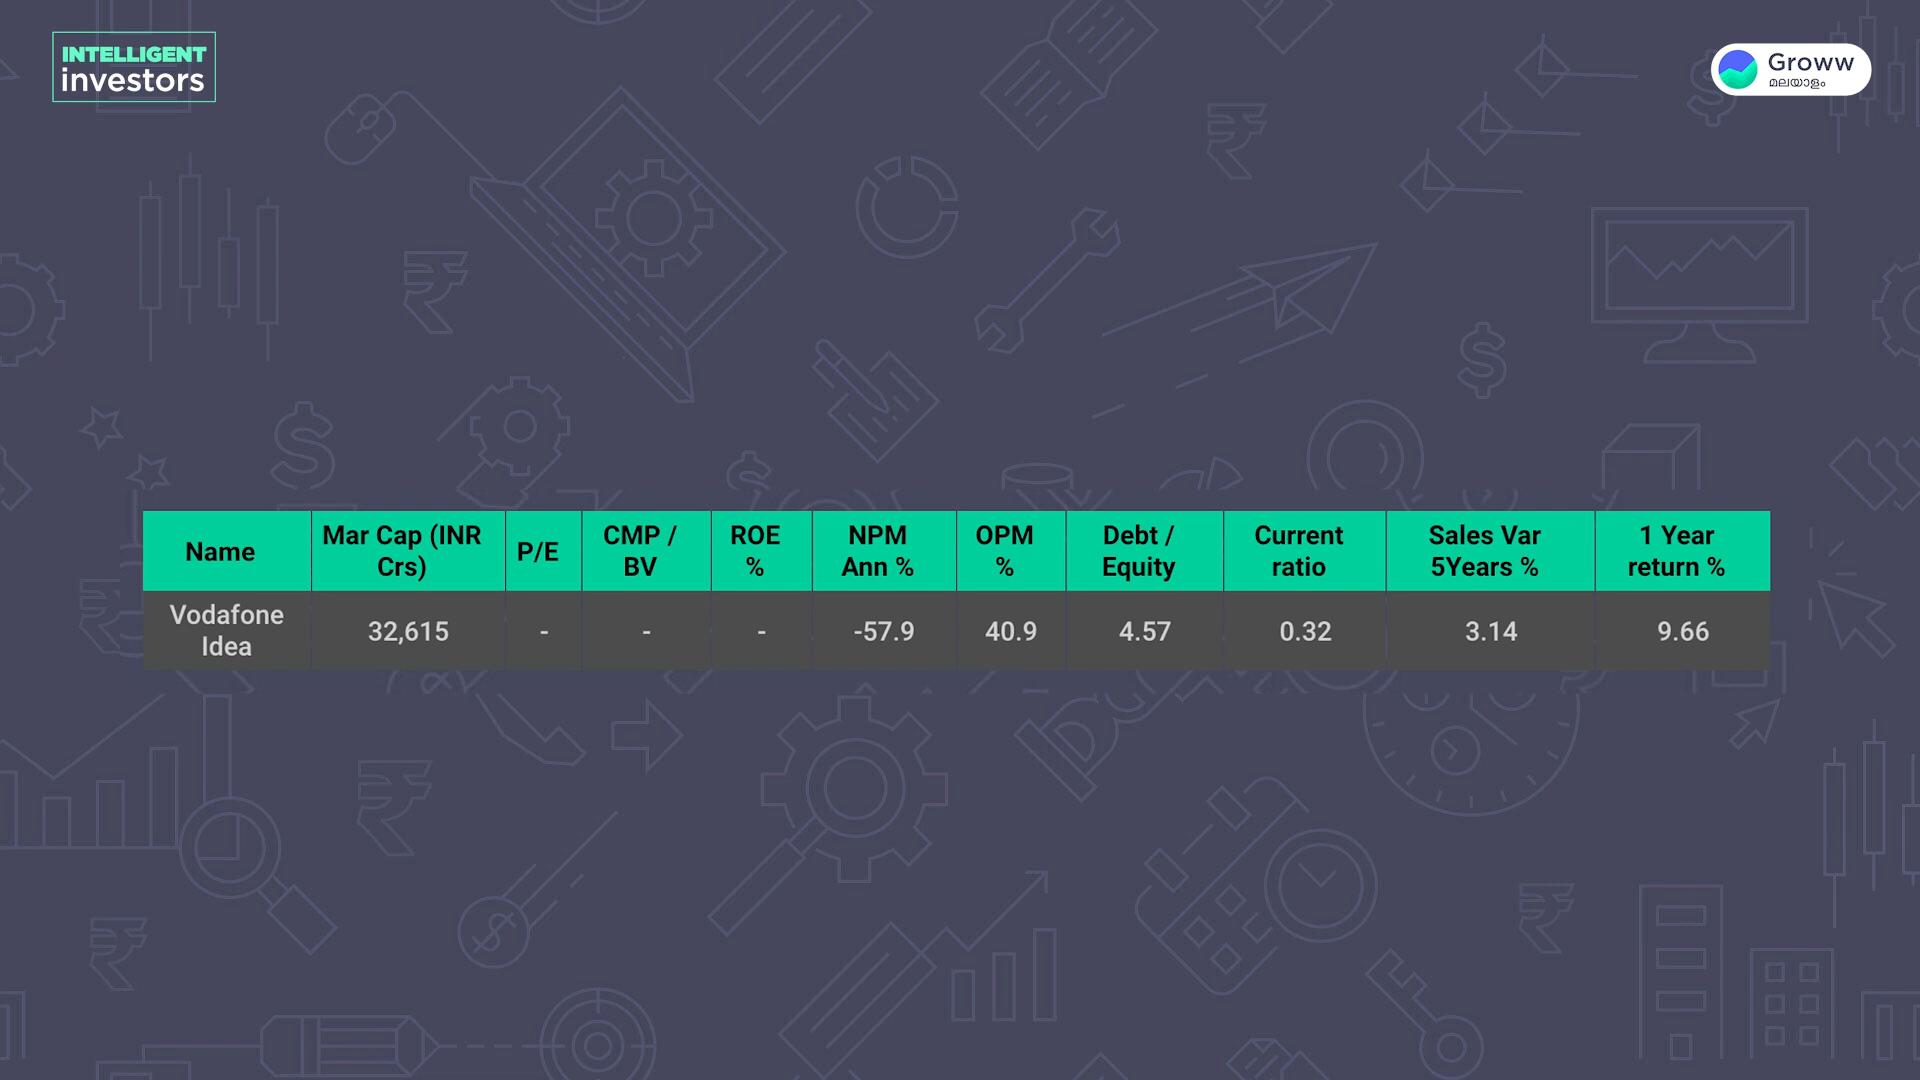 INTELLIGENT
investors
Groww
മലയാളം
Name
Mar Cap (INR
Crs)
P/E
CMP /
BV
ROE
%
NPM
Ann %
OPM
%
Debt /
Equity
Current
ratio
Sales Var
5Years %
1 Year
return %
Vodafone
Idea
32,615
-
-
-
-57.9
40.9
4.57
0.32
3.14
9.66